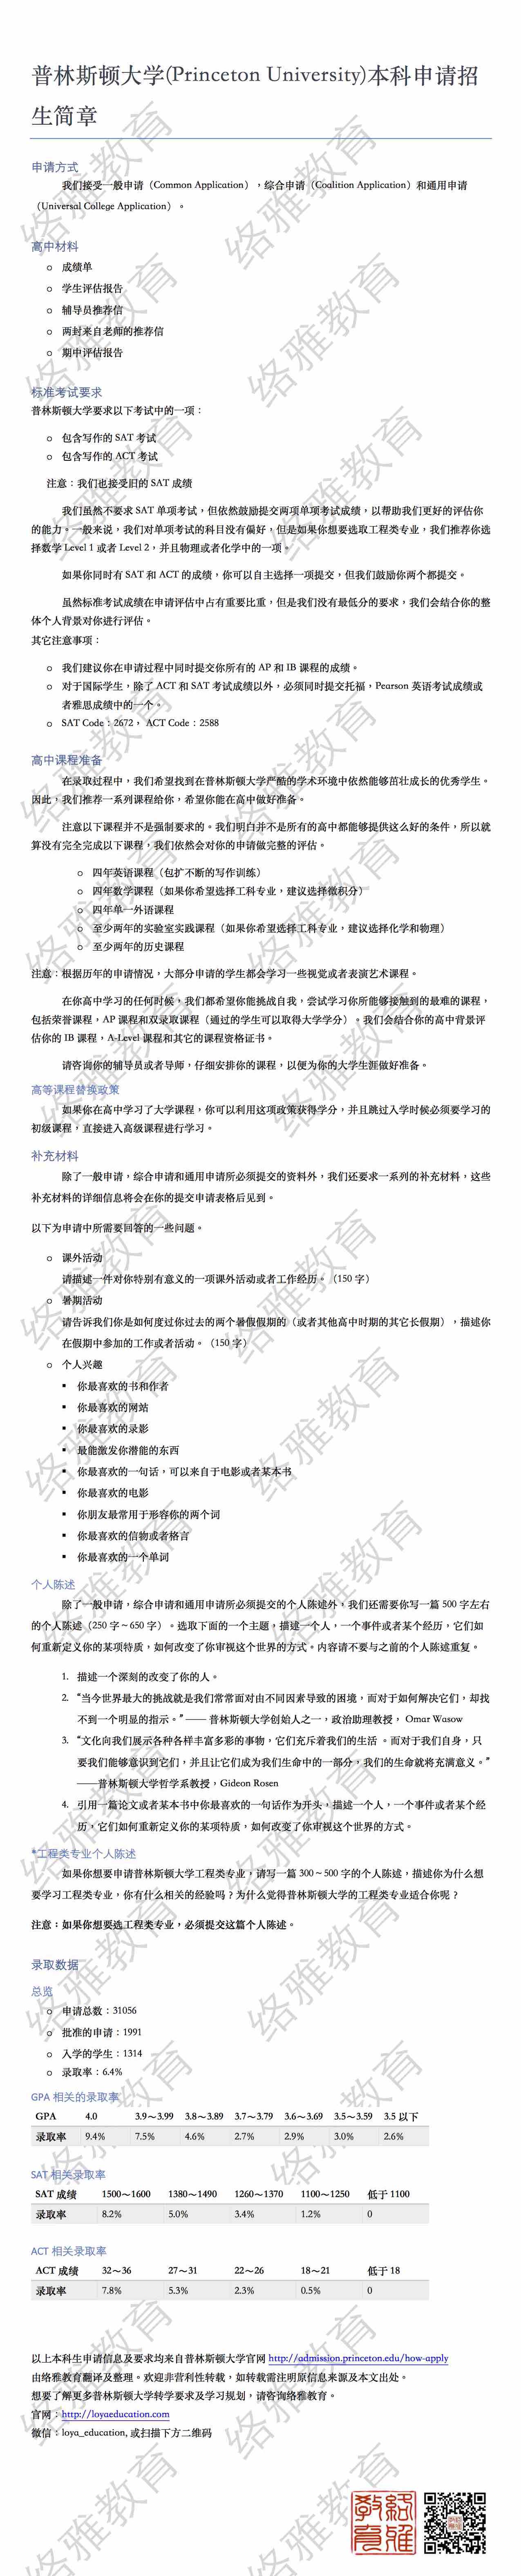 普林斯顿大学(Princeton University)本科申请招
生简章
申请方式
我们接受一般申请（Common Application），综合申请（Coalition Application）和通用申请
（Universal College Application）。
高中材料
o 成绩单
o 学生评估报告
o 辅导员推荐信
o 两封来自老师的推荐信
o 期中评估报告
标准考试要求
普林斯顿大学要求以下考试中的一项：
o 包含写作的 SAT 考试
o 包含写作的 ACT 考试
注意：我们也接受旧的 SAT 成绩
我们虽然不要求 SAT 单项考试，但依然鼓励提交两项单项考试成绩，以帮助我们更好的评估你
的能力。一般来说，我们对单项考试的科目没有偏好，但是如果你想要选取工程类专业，我们推荐你选
择数学 Level 1 或者 Level 2，并且物理或者化学中的一项。
如果你同时有 SAT 和 ACT 的成绩，你可以自主选择一项提交，但我们鼓励你两个都提交。
虽然标准考试成绩在申请评估中占有重要比重，但是我们没有最低分的要求，我们会结合你的整
体个人背景对你进行评估。
其它注意事项：
o 我们建议你在申请过程中同时提交你所有的 AP 和 IB 课程的成绩。
o 对于国际学生，除了 ACT 和 SAT 考试成绩以外，必须同时提交托福，Pearson 英语考试成绩或
者雅思成绩中的一个。
o SAT Code：2672， ACT Code：2588
高中课程准备
在录取过程中，我们希望找到在普林斯顿大学严酷的学术环境中依然能够茁壮成长的优秀学生。
因此，我们推荐一系列课程给你，希望你能在高中做好准备。
注意以下课程并不是强制要求的。我们明白并不是所有的高中都能够提供这么好的条件，所以就
算没有完全完成以下课程，我们依然会对你的申请做完整的评估。
o 四年英语课程（包扩不断的写作训练）
o 四年数学课程（如果你希望选择工科专业，建议选择微积分）
o 四年单一外语课程
o 至少两年的实验室实践课程（如果你希望选择工科专业，建议选择化学和物理）
o 至少两年的历史课程
注意：根据历年的申请情况，大部分申请的学生都会学习一些视觉或者表演艺术课程。
在你高中学习的任何时候，我们都希望你能挑战自我，尝试学习你所能够接触到的最难的课程，
包括荣誉课程，AP 课程和双录取课程（通过的学生可以取得大学学分）。我们会结合你的高中背景评
估你的 IB 课程，A-Level 课程和其它的课程资格证书。
请咨询你的辅导员或者导师，仔细安排你的课程，以便为你的大学生涯做好准备。
高等课程替换政策
如果你在高中学习了大学课程，你可以利用这项政策获得学分，并且跳过入学时候必须要学习的
初级课程，直接进入高级课程进行学习。
补充材料
除了一般申请，综合申请和通用申请所必须提交的资料外，我们还要求一系列的补充材料，这些
补充材料的详细信息将会在你的提交申请表格后见到。
以下为申请中所需要回答的一些问题。
o 课外活动
请描述一件对你特别有意义的一项课外活动或者工作经历。（150 字）
o 暑期活动
请告诉我们你是如何度过你过去的两个暑假假期的（或者其他高中时期的其它长假期），描述你
在假期中参加的工作或者活动。（150 字）
o 个人兴趣
▪ 你最喜欢的书和作者
▪ 你最喜欢的网站
▪ 你最喜欢的录影
▪ 最能激发你潜能的东西
▪ 你最喜欢的一句话，可以来自于电影或者某本书
▪ 你最喜欢的电影
▪ 你朋友最常用于形容你的两个词
▪ 你最喜欢的信物或者格言
▪ 你最喜欢的一个单词
个人陈述
除了一般申请，综合申请和通用申请所必须提交的个人陈述外，我们还需要你写一篇 500 字左右
的个人陈述（250 字～650 字）。选取下面的一个主题，描述一个人，一个事件或者某个经历，它们如
何重新定义你的某项特质，如何改变了你审视这个世界的方式。内容请不要与之前的个人陈述重复。
1. 描述一个深刻的改变了你的人。
2. “当今世界最大的挑战就是我们常常面对由不同因素导致的困境，而对于如何解决它们，却找
不到一个明显的指示。” —— 普林斯顿大学创始人之一，政治助理教授， Omar Wasow
3. “文化向我们展示各种各样丰富多彩的事物，它们充斥着我们的生活 。而对于我们自身，只
要我们能够意识到它们，并且让它们成为我们生命中的一部分，我们的生命就将充满意义。”
——普林斯顿大学哲学系教授，Gideon Rosen
4. 引用一篇论文或者某本书中你最喜欢的一句话作为开头，描述一个人，一个事件或者某个经
历，它们如何重新定义你的某项特质，如何改变了你审视这个世界的方式。
*工程类专业个人陈述
如果你想要申请普林斯顿大学工程类专业，请写一篇 300～500 字的个人陈述，描述你为什么想
要学习工程类专业，你有什么相关的经验吗？为什么觉得普林斯顿大学的工程类专业适合你呢？
注意：如果你想要选工程类专业，必须提交这篇个人陈述。
录取数据
总览
o 申请总数：31056
o 批准的申请：1991
o 入学的学生：1314
o 录取率：6.4%
GPA 相关的录取率
GPA 4.0 3.9～3.99 3.8～3.89 3.7～3.79 3.6～3.69 3.5～3.59 3.5 以下
录取率 9.4% 7.5% 4.6% 2.7% 2.9% 3.0% 2.6%
SAT 相关录取率
SAT 成绩 1500～1600 1380～1490 1260～1370 1100～1250 低于 1100
录取率 8.2% 5.0% 3.4% 1.2% 0
ACT 相关录取率
ACT 成绩 32～36 27～31 22～26 18～21 低于 18
录取率 7.8% 5.3% 2.3% 0.5% 0
以上本科生申请信息及要求均来自普林斯顿大学官网 http://admission.princeton.edu/how-apply
由络雅教育翻译及整理。欢迎非营利性转载，如转载需注明原信息来源及本文出处。
想要了解更多普林斯顿大学转学要求及学习规划，请咨询络雅教育。
官网：http://loyaeducation.com
微信：loya_education, 或扫描下方二维码
络雅教育